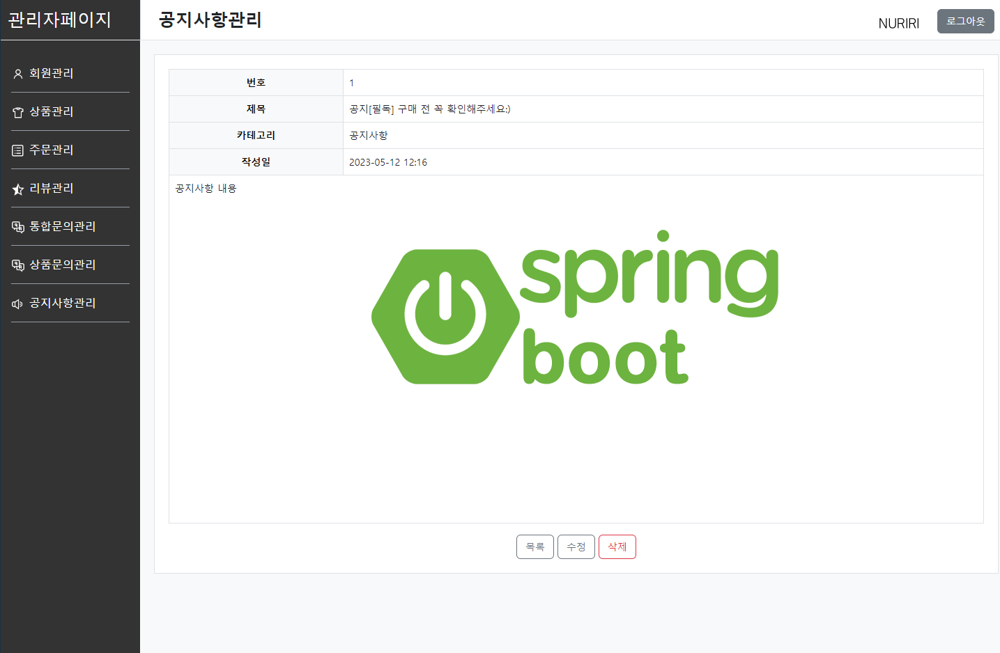 관리자페이지
공지사항관리
NURIRI
로그아웃
회원관리
상품관리
주문관리
리뷰관리
통합문의관리
상품문의관리
공지사항관리
번호 1
제목 공지[필독] 구매 전 꼭 확인해주세요:)
카테고리 공지사항
작성일 2023-05-12 12:16
공지사항 내용
spring
boot
목록 수정 삭제